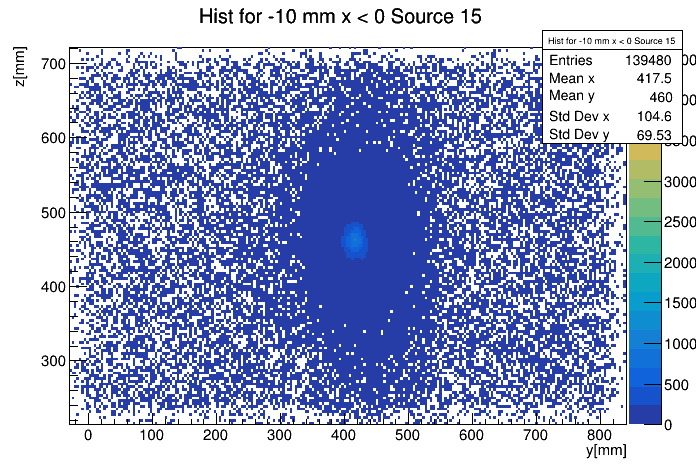 Hist for -10 mm x < 0 Source 15
Hist for -10 mm x < 0 Source 15
Entries 139480
Mean x 417.5
Mean y 460
Std Dev x 104.6
Std Dev y 69.53
z[mm]
700
600
500
400
300
0 100 200 300 400 500 600 700 800
y[mm]
3000
2500
2000
1500
1000
500
0